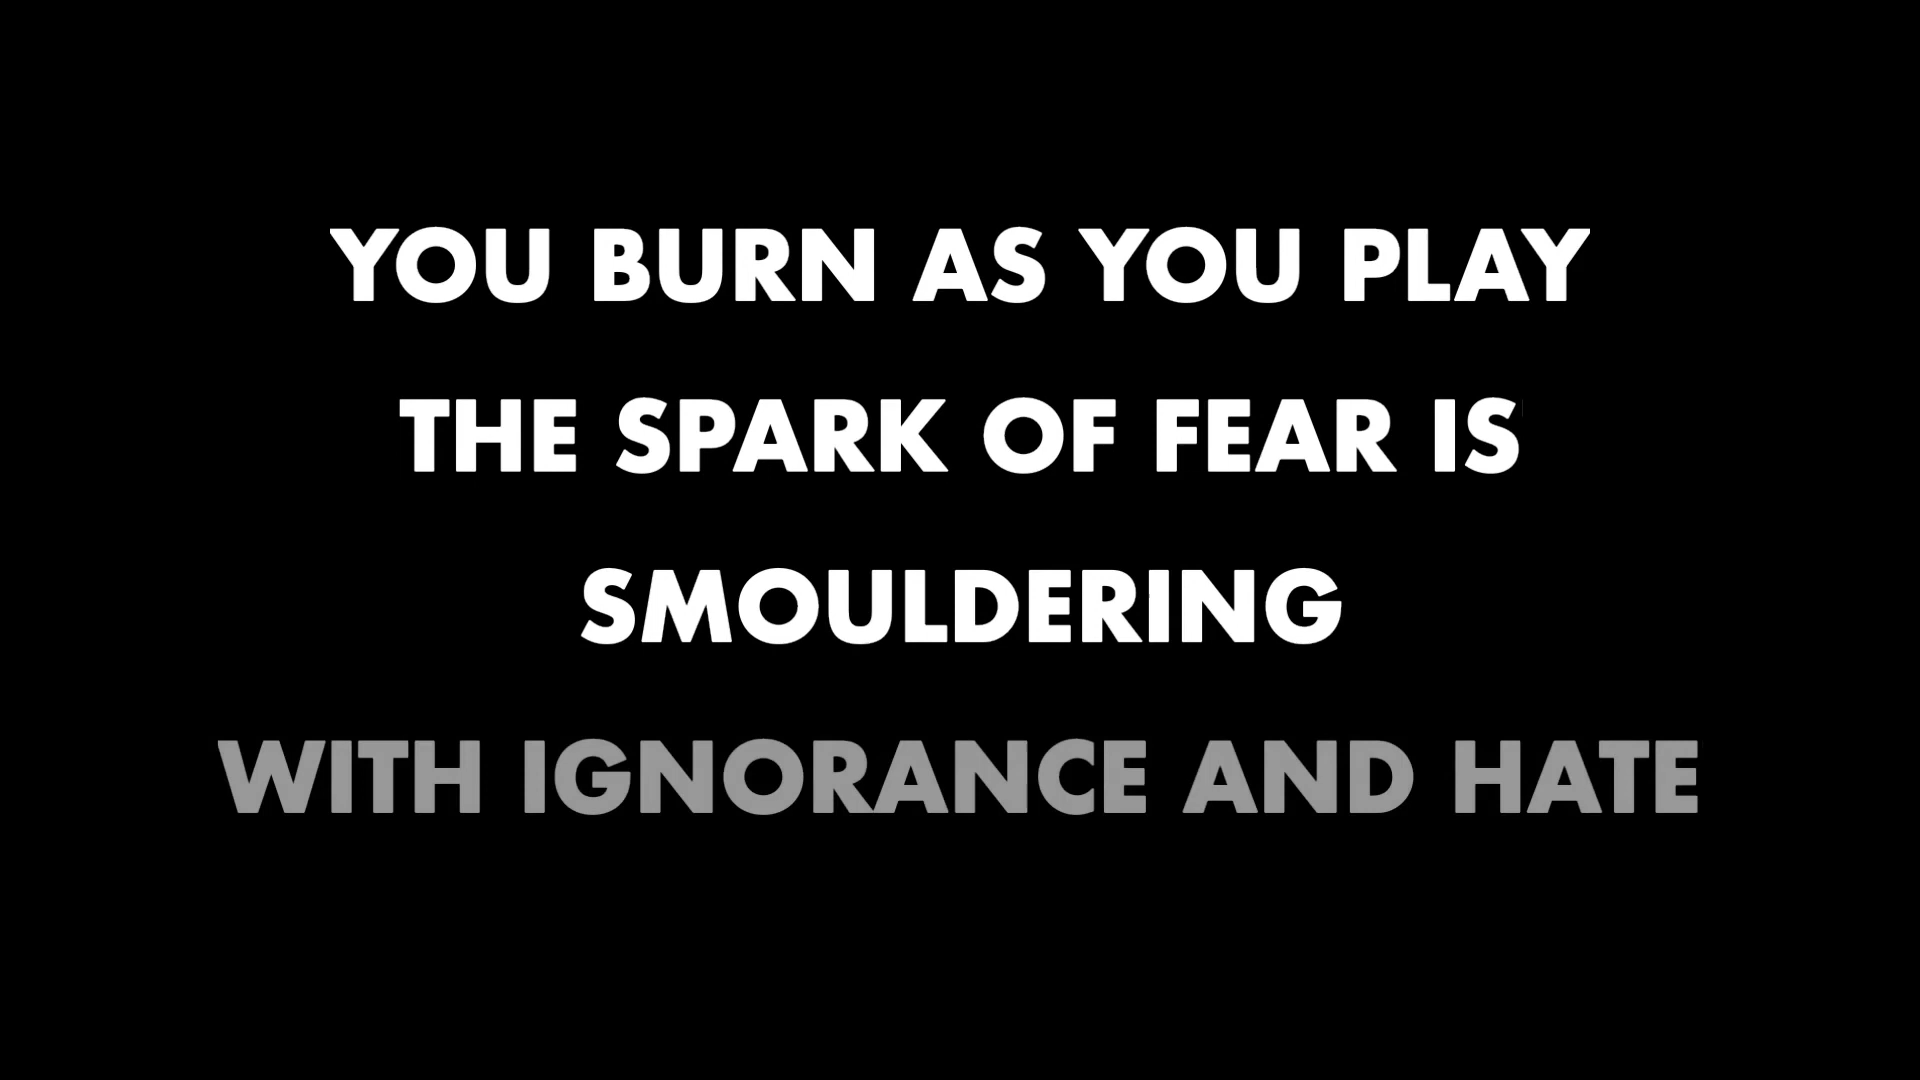 YOU BURN AS YOU PLAY
THE SPARK OF FEAR IS
SMOULDERING
WITH IGNORANCE AND HATE